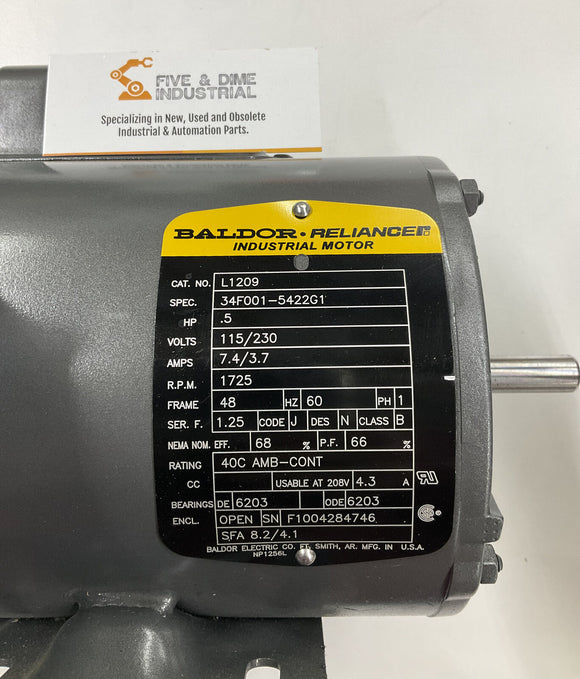 FIVE & DIME
INDUSTRIAL
Specializing in New, Used and Obsolete
Industrial & Automation Parts.
BALDOR · RELIANCER
INDUSTRIAL MOTOR
CAT. NO. L1209
SPEC. 34F001-5422G1
HP .5
VOLTS 115/230
AMPS 7.4/3.7
R.P.M. 1725
FRAME 48 HZ 60 PH 1
SER. F. 1.25 CODE J DES N CLASS B
NEMA NOM. EFF. 68 % P.F. 66 %
RATING 40C AMB-CONT
CC USABLE AT 208V 4.3 A
BEARINGS DE 6203 ODE 6203
ENCL. OPEN SN F1004284746
SFA 8.2/4.1
BALDOR ELECTRIC CO. FT. SMITH, AR. MFG. IN U.S.A.
NP1256L